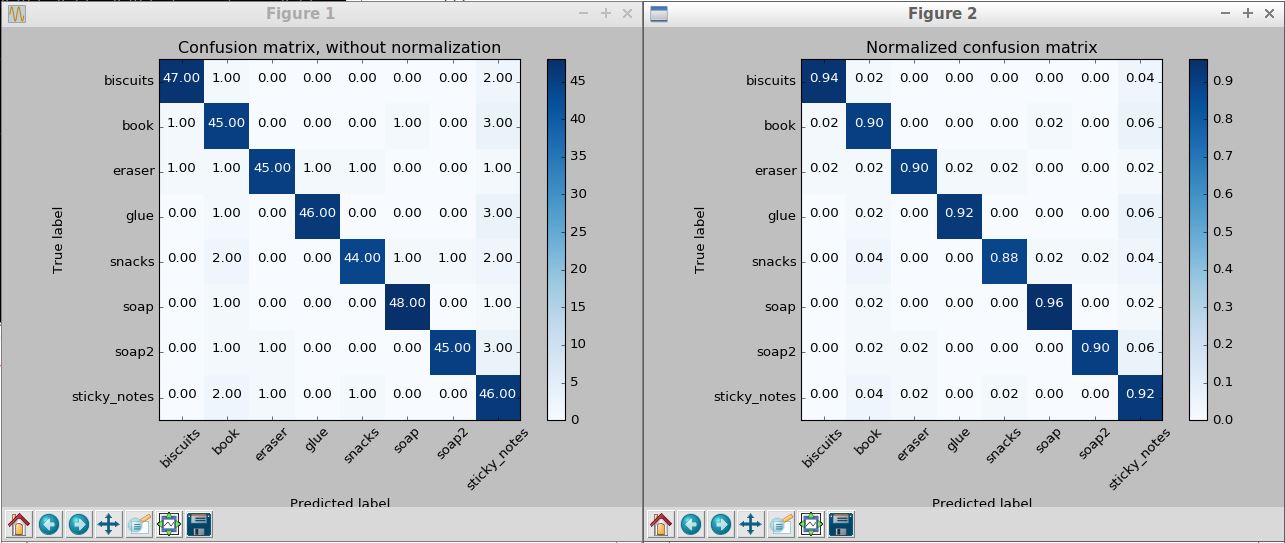 Figure 1
Confusion matrix, without normalization
biscuits 47.00 1.00 0.00 0.00 0.00 0.00 0.00 2.00
book 1.00 45.00 0.00 0.00 0.00 1.00 0.00 3.00
eraser 1.00 1.00 45.00 1.00 1.00 0.00 0.00 1.00
glue 0.00 1.00 0.00 46.00 0.00 0.00 0.00 3.00
snacks 0.00 2.00 0.00 0.00 44.00 1.00 1.00 2.00
soap 0.00 1.00 0.00 0.00 0.00 48.00 0.00 1.00
soap2 0.00 1.00 1.00 0.00 0.00 0.00 45.00 3.00
sticky_notes 0.00 2.00 1.00 0.00 1.00 0.00 0.00 46.00
biscuits book eraser glue snacks soap soap2 sticky_notes
True label
Predicted label
45
40
35
30
25
20
15
10
5
0
Figure 2
Normalized confusion matrix
biscuits 0.94 0.02 0.00 0.00 0.00 0.00 0.00 0.04
book 0.02 0.90 0.00 0.00 0.00 0.02 0.00 0.06
eraser 0.02 0.02 0.90 0.02 0.02 0.00 0.00 0.02
glue 0.00 0.02 0.00 0.92 0.00 0.00 0.00 0.06
snacks 0.00 0.04 0.00 0.00 0.88 0.02 0.02 0.04
soap 0.00 0.02 0.00 0.00 0.00 0.96 0.00 0.02
soap2 0.00 0.02 0.02 0.00 0.00 0.00 0.90 0.06
sticky_notes 0.00 0.04 0.02 0.00 0.02 0.00 0.00 0.92
biscuits book eraser glue snacks soap soap2 sticky_notes
True label
Predicted label
0.9
0.8
0.7
0.6
0.5
0.4
0.3
0.2
0.1
0.0